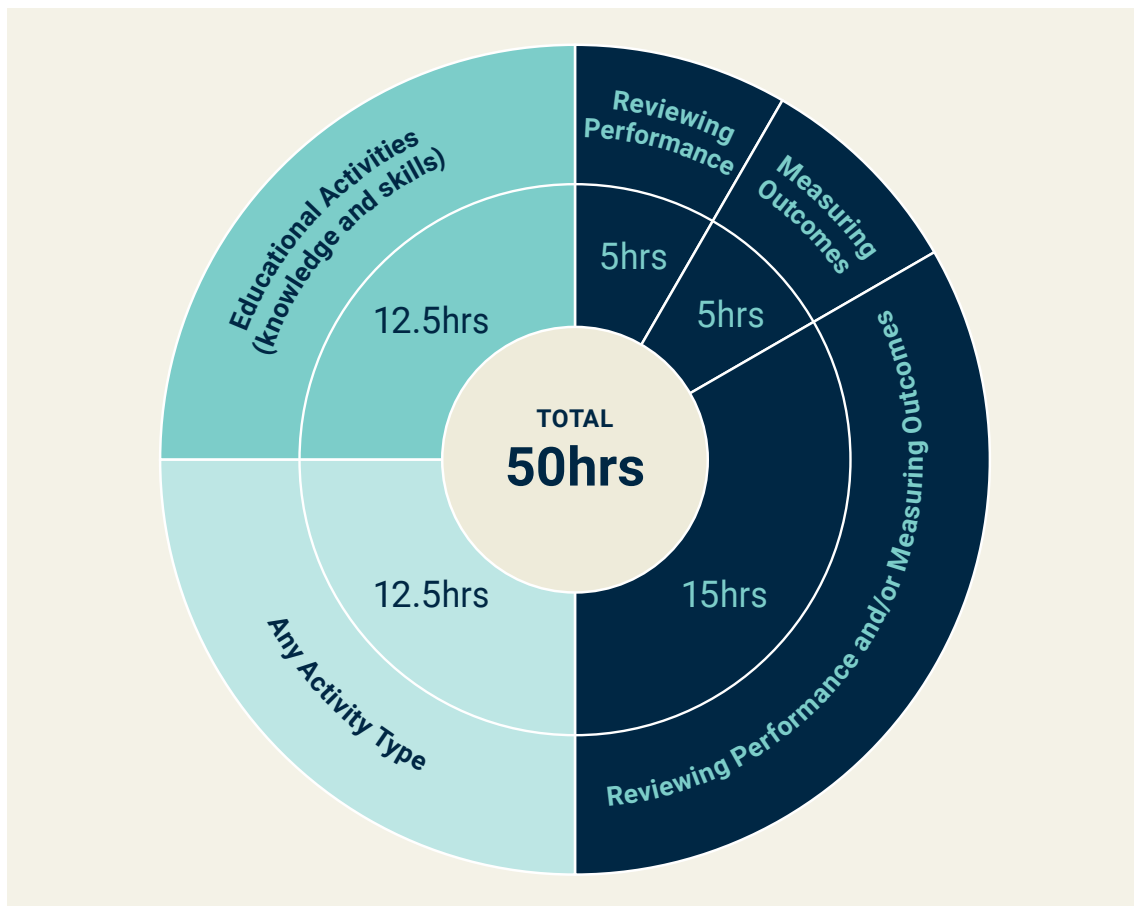 Reviewing
Performance
5hrs
Measuring
Outcomes
5hrs
Reviewing Performance and/or Measuring Outcomes
15hrs
Any Activity Type
12.5hrs
Educational Activities
(knowledge and skills)
12.5hrs
TOTAL
50hrs